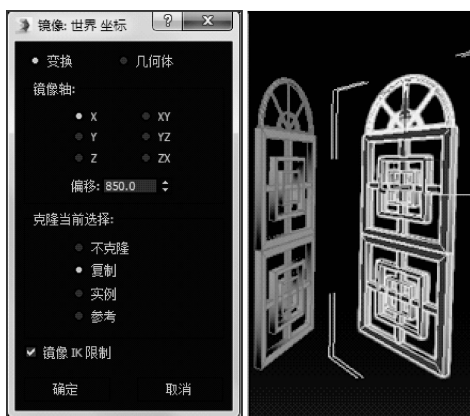 镜像: 世界 坐标
变换 几何体
镜像轴:
X XY
Y YZ
Z ZX
偏移: 850.0
克隆当前选择:
不克隆
复制
实例
参考
镜像 IK 限制
确定 取消